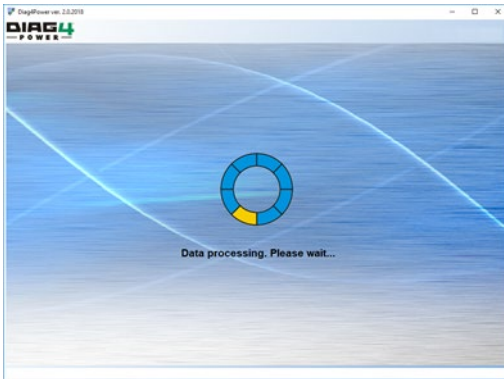 Diag4Power ver. 2.0.2018
DIAG4
POWER
Data processing. Please wait...